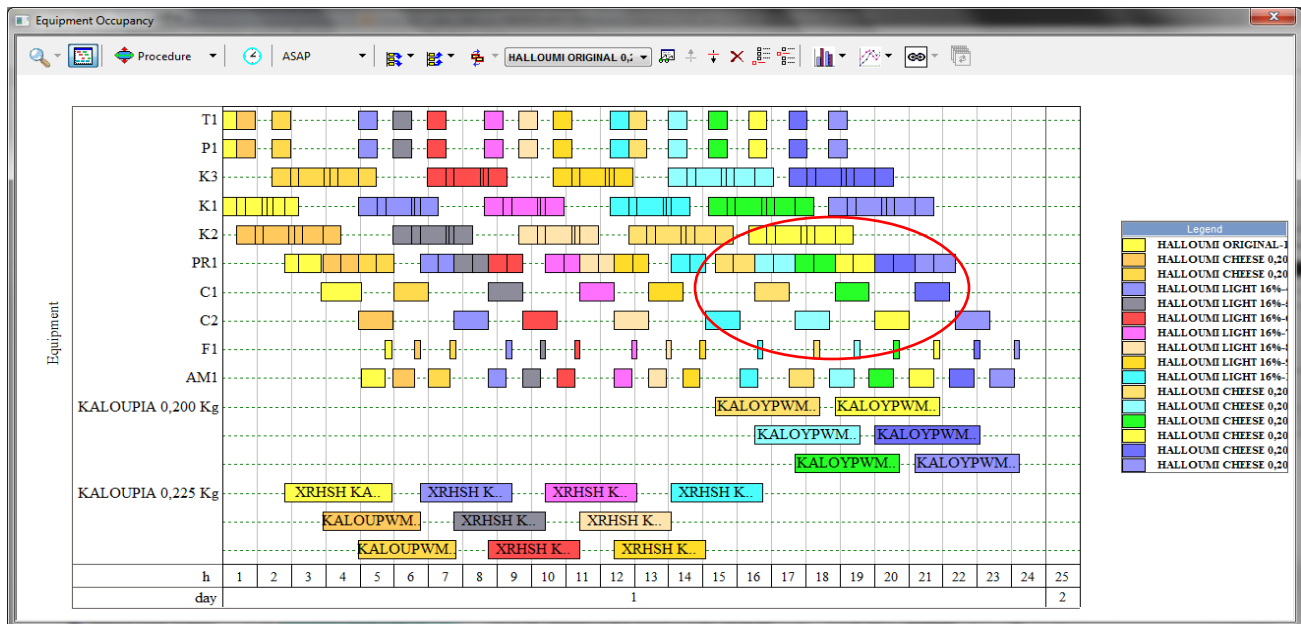 Equipment Occupancy
Procedure ASAP HALLOUMI ORIGINAL 0,2
T1
P1
K3
K1
K2
PR1
C1
C2
F1
AM1
Equipment
KALOUPIA 0,200 Kg KALOYPWM.. KALOYPWM..
KALOYPWM.. KALOYPWM..
KALOYPWM.. KALOYPWM..
KALOUPIA 0,225 Kg XRHSH KA.. XRHSH K.. XRHSH K.. XRHSH K..
KALOUPWM.. XRHSH K.. XRHSH K..
KALOUPWM.. XRHSH K.. XRHSH K..
h 1 2 3 4 5 6 7 8 9 10 11 12 13 14 15 16 17 18 19 20 21 22 23 24 25
day 1 2
Legend
HALLOUMI ORIGINAL-1
HALLOUMI CHEESE 0,20
HALLOUMI CHEESE 0,20
HALLOUMI LIGHT 16%-
HALLOUMI LIGHT 16%-
HALLOUMI LIGHT 16%-
HALLOUMI LIGHT 16%-
HALLOUMI LIGHT 16%-
HALLOUMI LIGHT 16%-
HALLOUMI LIGHT 16%-
HALLOUMI CHEESE 0,20
HALLOUMI CHEESE 0,20
HALLOUMI CHEESE 0,20
HALLOUMI CHEESE 0,20
HALLOUMI CHEESE 0,20
HALLOUMI CHEESE 0,20